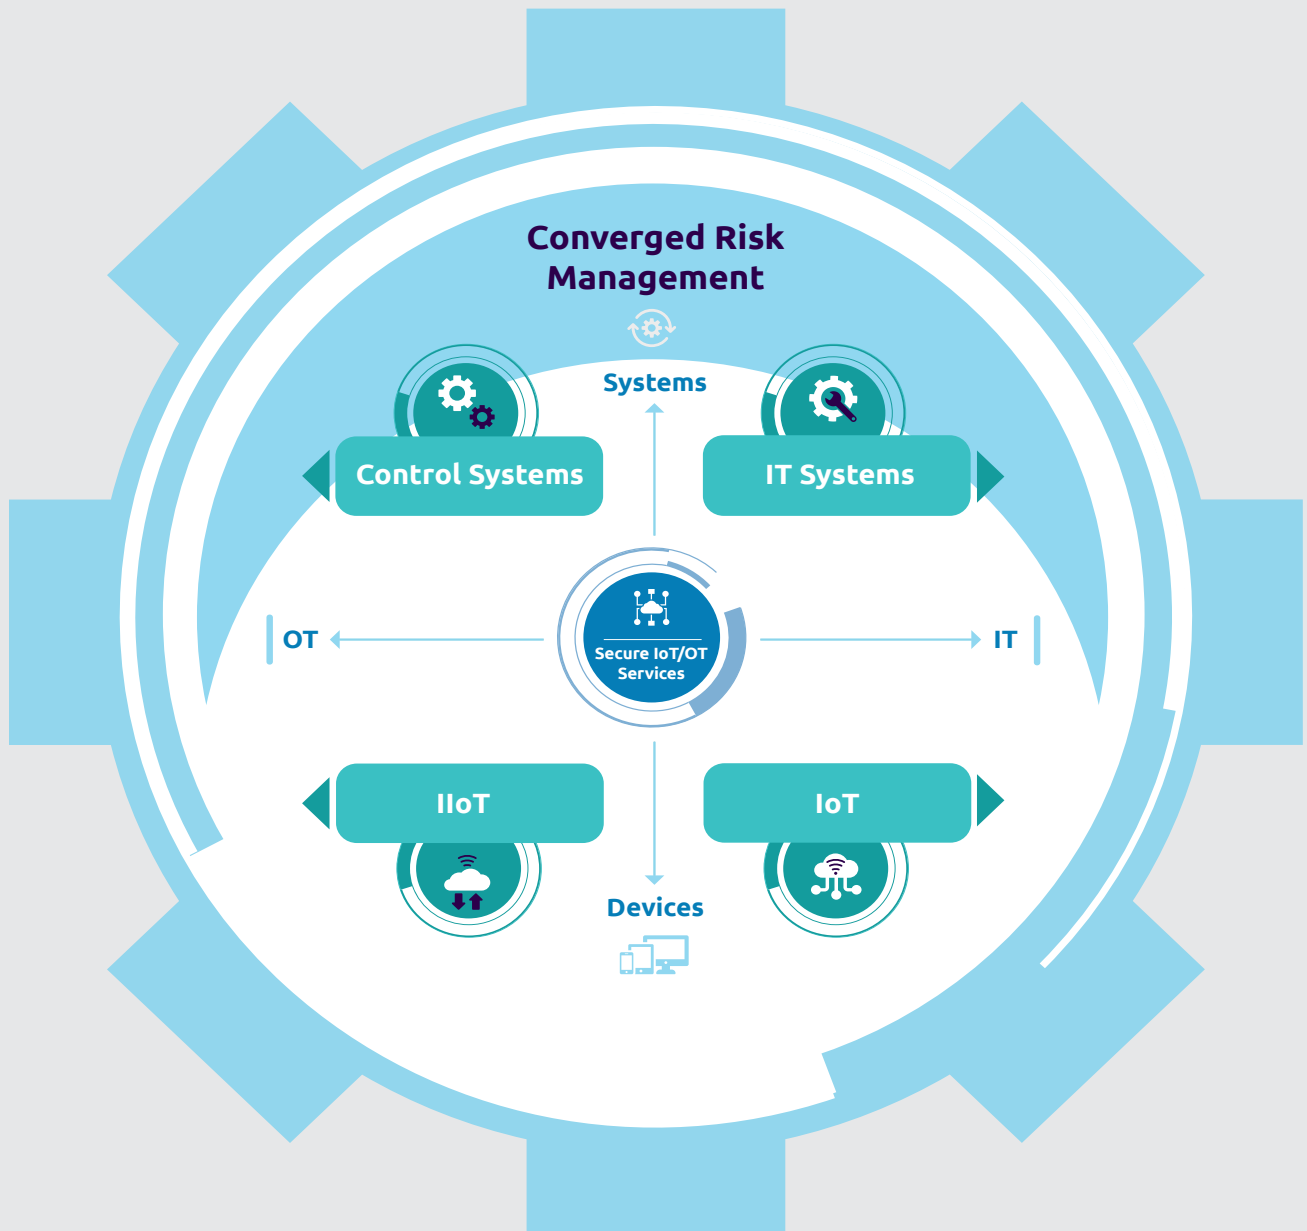 Converged Risk
Management
Systems
Control Systems
IT Systems
OT
Secure IoT/OT
Services
IT
IIoT
IoT
Devices